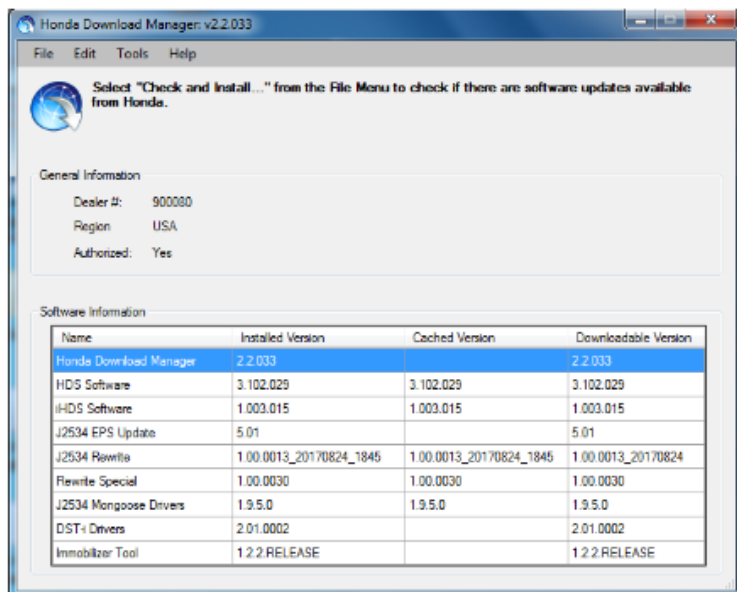 Honda Download Manager: v2.2.033
File Edit Tools Help
Select "Check and Install..." from the File Menu to check if there are software updates available
from Honda.
General Information
Dealer #: 900080
Region USA
Authorized: Yes
Software Information
Name Installed Version Cached Version Downloadable Version
Honda Download Manager 2.2.033 2.2.033
HDS Software 3.102.029 3.102.029 3.102.029
iHDS Software 1.003.015 1.003.015 1.003.015
J2534 EPS Update 5.01 5.01
J2534 Rewrite 1.00.0013_20170824_1845 1.00.0013_20170824_1845 1.00.0013_20170824
Rewrite Special 1.00.0030 1.00.0030 1.00.0030
J2534 Mongoose Drivers 1.9.5.0 1.9.5.0 1.9.5.0
DST-i Drivers 2.01.0002 2.01.0002
Immobilizer Tool 1.2.2.RELEASE 1.2.2.RELEASE